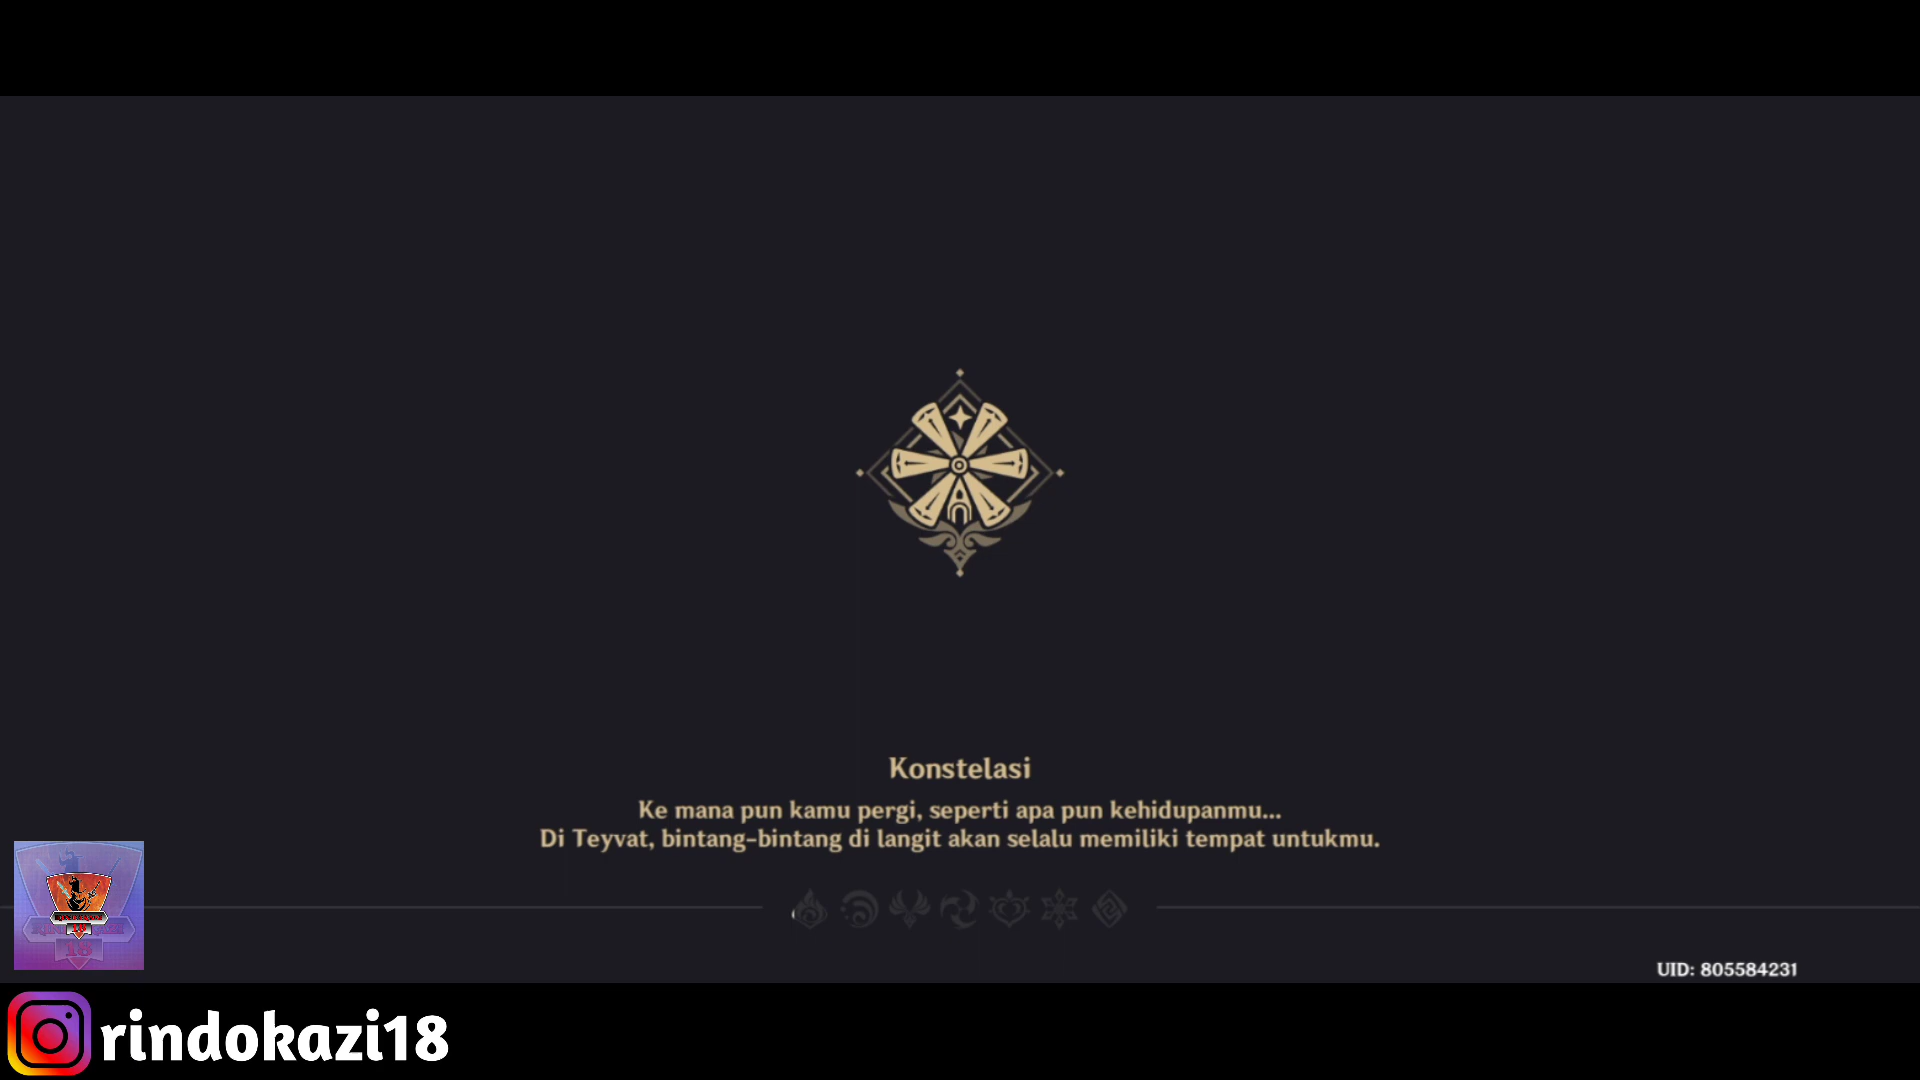 Konstelasi
Ke mana pun kamu pergi, seperti apa pun kehidupanmu...
Di Teyvat, bintang-bintang di langit akan selalu memiliki tempat untukmu.
18
UID: 805584231
rindokazi18